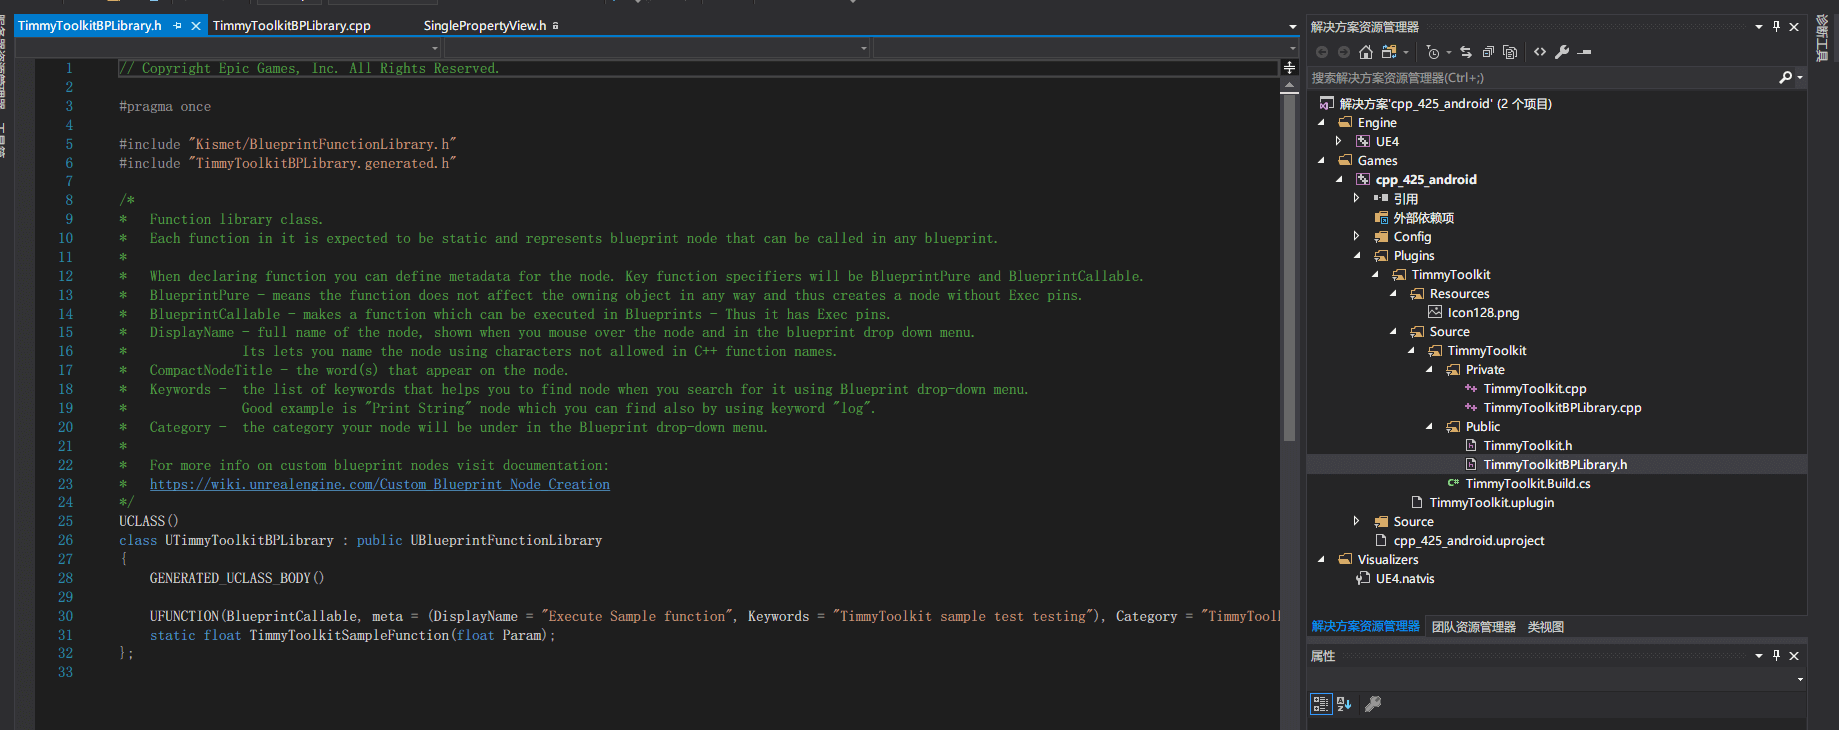 TimmyToolkitBPLibrary.h
TimmyToolkitBPLibrary.cpp
SinglePropertyView.h
1 // Copyright Epic Games, Inc. All Rights Reserved.
2
3 #pragma once
4
5 #include "Kismet/BlueprintFunctionLibrary.h"
6 #include "TimmyToolkitBPLibrary.generated.h"
7
8 /*
9 * Function library class.
10 * Each function in it is expected to be static and represents blueprint node that can be called in any blueprint.
11 *
12 * When declaring function you can define metadata for the node. Key function specifiers will be BlueprintPure and BlueprintCallable.
13 * BlueprintPure - means the function does not affect the owning object in any way and thus creates a node without Exec pins.
14 * BlueprintCallable - makes a function which can be executed in Blueprints - Thus it has Exec pins.
15 * DisplayName - full name of the node, shown when you mouse over the node and in the blueprint drop down menu.
16 * Its lets you name the node using characters not allowed in C++ function names.
17 * CompactNodeTitle - the word(s) that appear on the node.
18 * Keywords - the list of keywords that helps you to find node when you search for it using Blueprint drop-down menu.
19 * Good example is "Print String" node which you can find also by using keyword "log".
20 * Category - the category your node will be under in the Blueprint drop-down menu.
21 *
22 * For more info on custom blueprint nodes visit documentation:
23 * https://wiki.unrealengine.com/Custom_Blueprint_Node_Creation
24 */
25 UCLASS()
26 class UTimmyToolkitBPLibrary : public UBlueprintFunctionLibrary
27 {
28 GENERATED_UCLASS_BODY()
29
30 UFUNCTION(BlueprintCallable, meta = (DisplayName = "Execute Sample function", Keywords = "TimmyToolkit sample test testing"), Category = "TimmyTool
31 static float TimmyToolkitSampleFunction(float Param);
32 };
33
解决方案资源管理器
搜索解决方案资源管理器(Ctrl+;)
解决方案'cpp_425_android' (2 个项目)
Engine
UE4
Games
cpp_425_android
引用
外部依赖项
Config
Plugins
TimmyToolkit
Resources
Icon128.png
Source
TimmyToolkit
Private
TimmyToolkit.cpp
TimmyToolkitBPLibrary.cpp
Public
TimmyToolkit.h
TimmyToolkitBPLibrary.h
TimmyToolkit.Build.cs
TimmyToolkit.uplugin
Source
cpp_425_android.uproject
Visualizers
UE4.natvis
解决方案资源管理器 团队资源管理器 类视图
属性
诊断工具